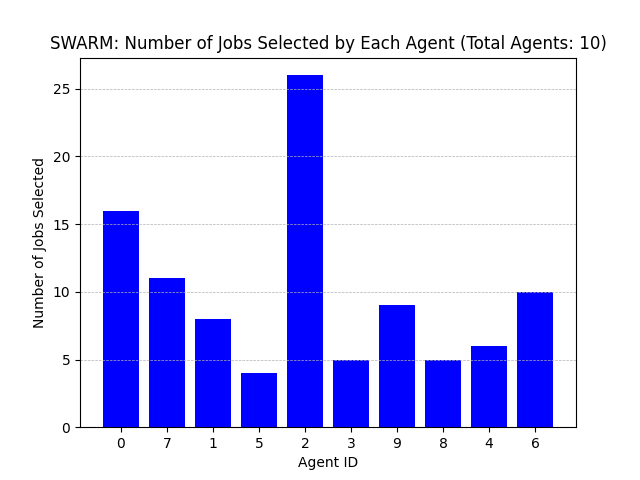 SWARM: Number of Jobs Selected by Each Agent (Total Agents: 10)
Number of Jobs Selected
25
20
15
10
5
0
0 7 1 5 2 3 9 8 4 6
Agent ID